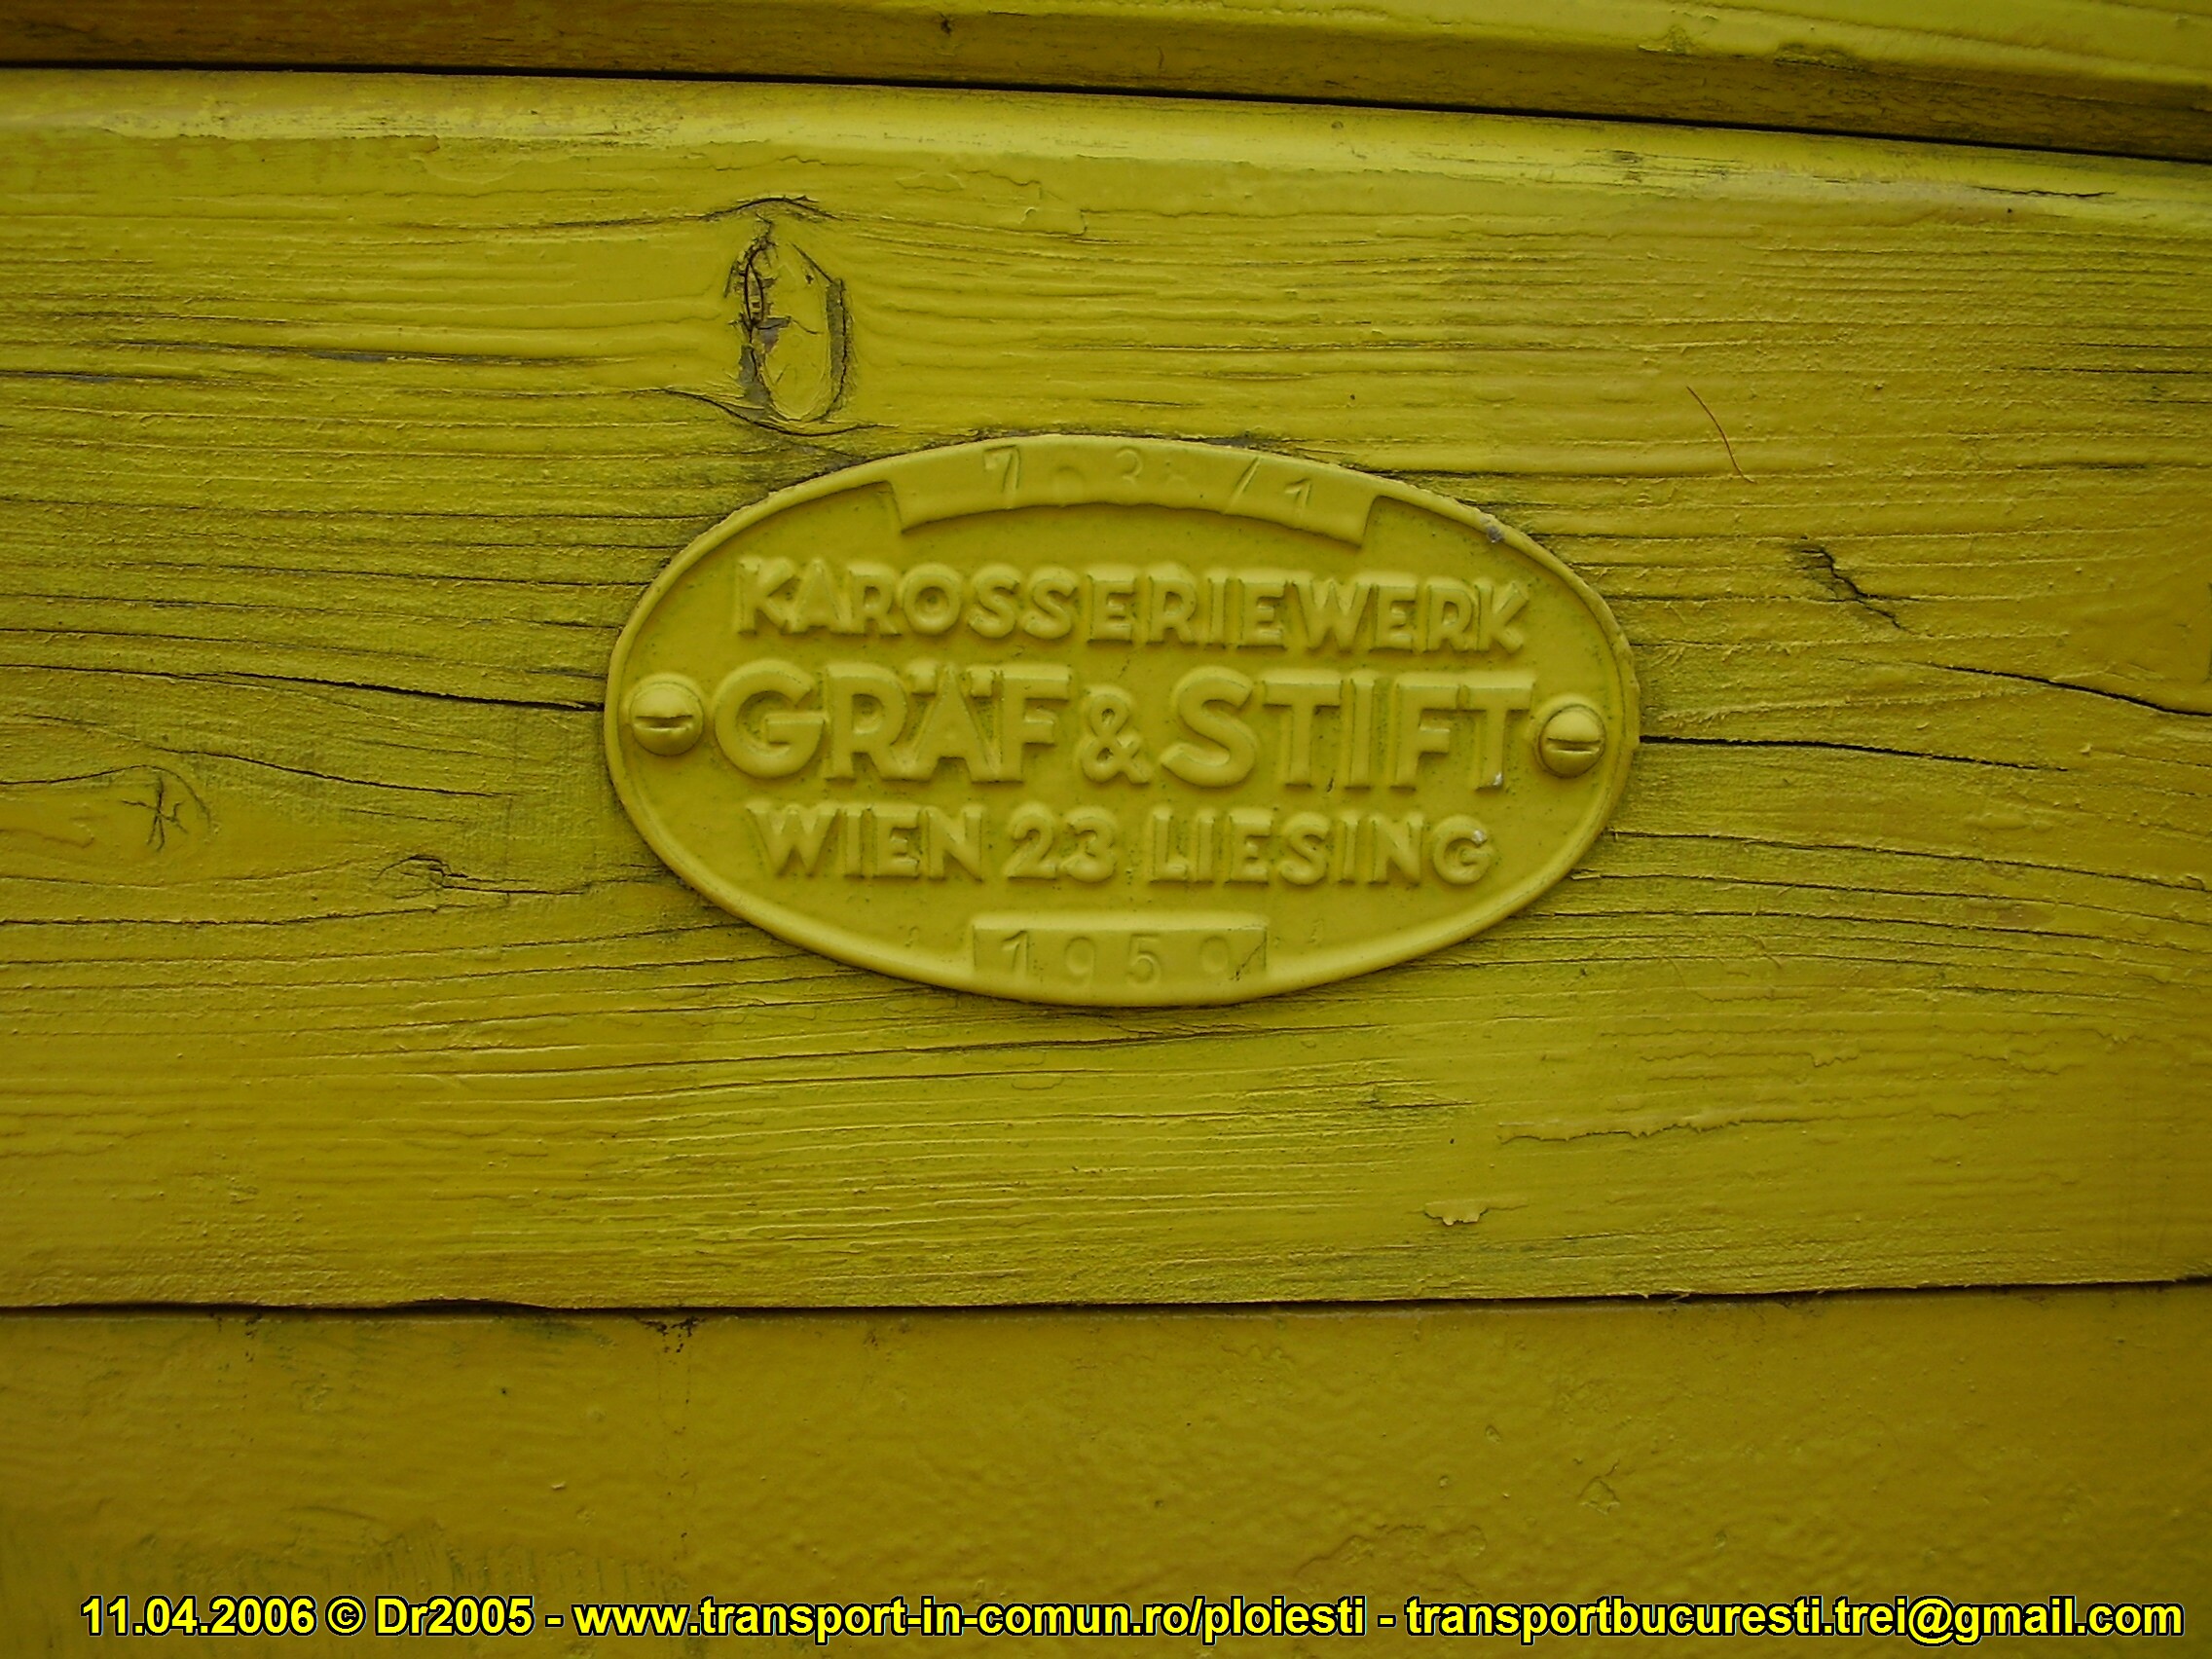 KAROSSERIEWERK
GRÄF & STIFT
WIEN 23 LIESING
1959
11.04.2006 © Dr2005 - www.transport-in-comun.ro/ploiesti - transportbucuresti.trei@gmail.com